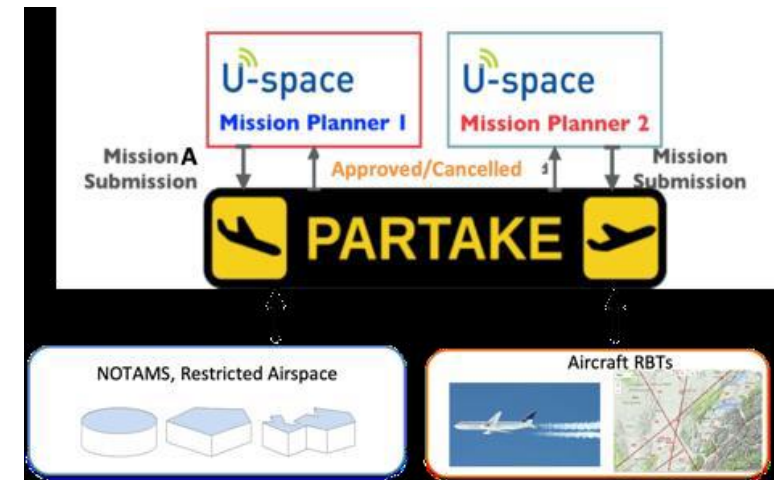 U-space
Mission Planner 1
U-space
Mission Planner 2
Mission A
Submission
Approved/Cancelled
Mission
Submission
PARTAKE
NOTAMS, Restricted Airspace
Aircraft RBTs